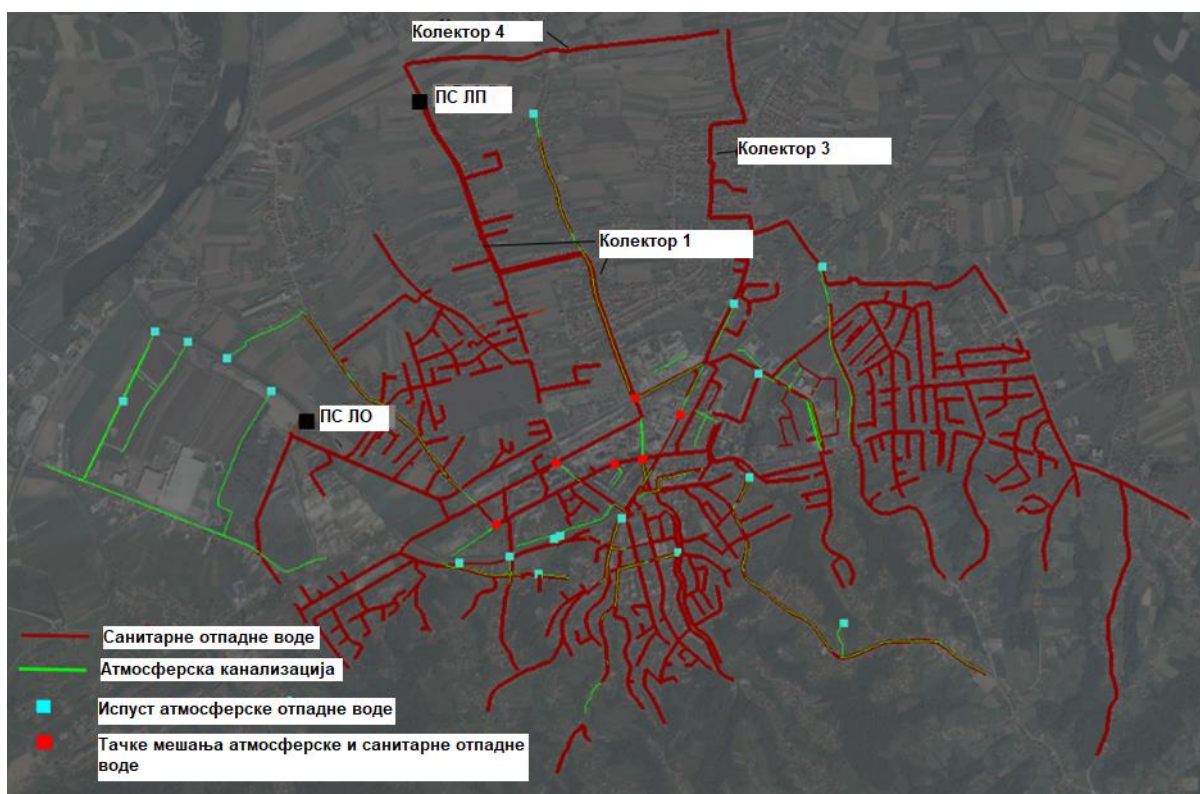 Колектор 4
ПС ЛП
Колектор 3
Колектор 1
ПС ЛО
Санитарне отпадне воде
Атмосферска канализација
Испуст атмосферске отпадне воде
Тачке мешања атмосферске и санитарне отпадне
воде